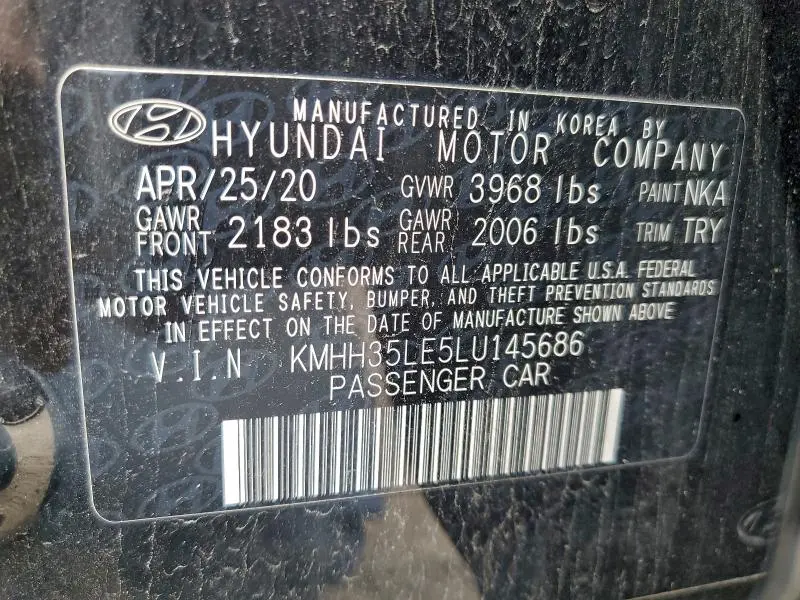 MANUFACTURED IN KOREA BY
HYUNDAI MOTOR COMPANY
APR/25/20 GVWR 3968 lbs PAINT NKA
GAWR FRONT 2183 lbs GAWR REAR 2006 lbs TRIM TRY
THIS VEHICLE CONFORMS TO ALL APPLICABLE U.S.A. FEDERAL
MOTOR VEHICLE SAFETY, BUMPER, AND THEFT PREVENTION STANDARDS
IN EFFECT ON THE DATE OF MANUFACTURE SHOWN ABOVE
V.I.N KMHH35LE5LU145686
PASSENGER CAR